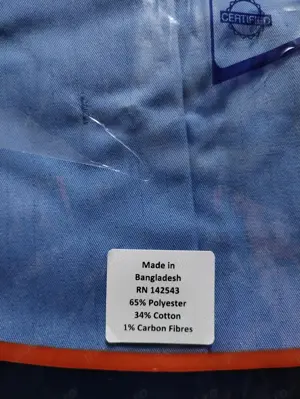 CERTIFIED
Made in
Bangladesh
RN 142543
65% Polyester
34% Cotton
1% Carbon Fibres